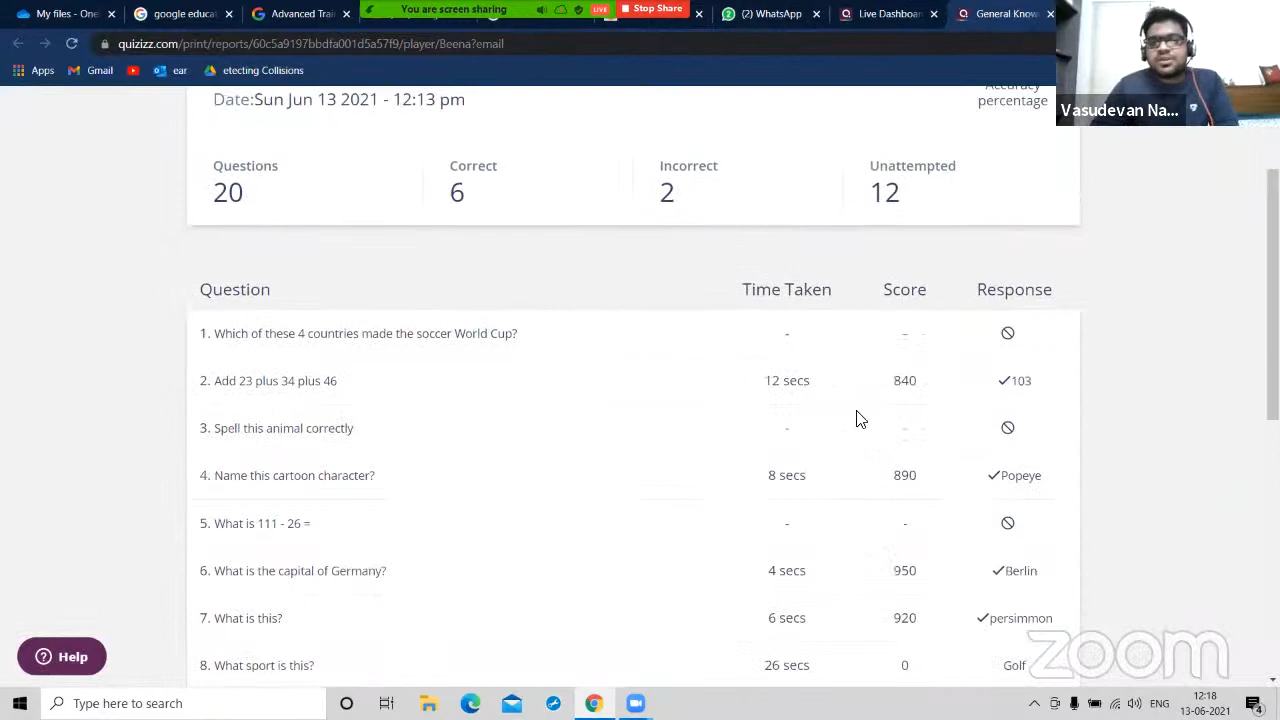 My files - On
google educ
Advanced Tool
You are screen sharing
LIVE
Stop Share
(2) WhatsApp
Live Dashboar
General Know
quizizz.com/print/reports/60c5a9197bbdfa001d5a57f9/player/Beena?email
Apps
Gmail
ear
etecting Collisions
Vasudevan Na...
Date:Sun Jun 13 2021 - 12:13 pm
Accuracy
percentage
Questions Correct Incorrect Unattempted
20 6 2 12
Question Time Taken Score Response
1. Which of these 4 countries made the soccer World Cup? - -
2. Add 23 plus 34 plus 46 12 secs 840 ✓103
3. Spell this animal correctly - -
4. Name this cartoon character? 8 secs 890 ✓Popeye
5. What is 111 - 26 = - -
6. What is the capital of Germany? 4 secs 950 ✓Berlin
7. What is this? 6 secs 920 ✓persimmon
8. What sport is this? 26 secs 0 Golf
Help
zoom
Type here to search
ENG
12:18
13-06-2021
4